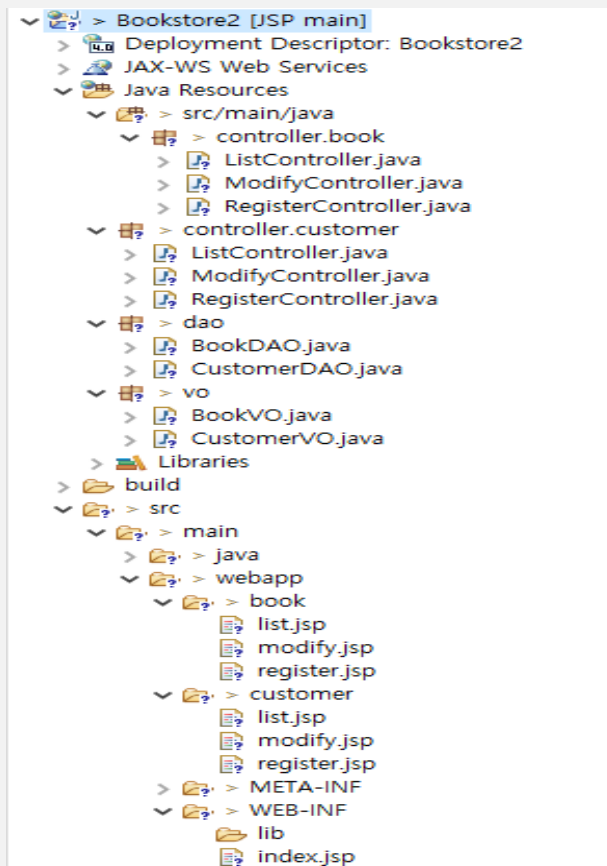 > Bookstore2 [JSP main]
Deployment Descriptor: Bookstore2
JAX-WS Web Services
Java Resources
> src/main/java
> controller.book
ListController.java
ModifyController.java
RegisterController.java
> controller.customer
ListController.java
ModifyController.java
RegisterController.java
> dao
BookDAO.java
CustomerDAO.java
> vo
BookVO.java
CustomerVO.java
Libraries
build
> src
> main
> java
> webapp
> book
list.jsp
modify.jsp
register.jsp
> customer
list.jsp
modify.jsp
register.jsp
> META-INF
> WEB-INF
lib
index.jsp